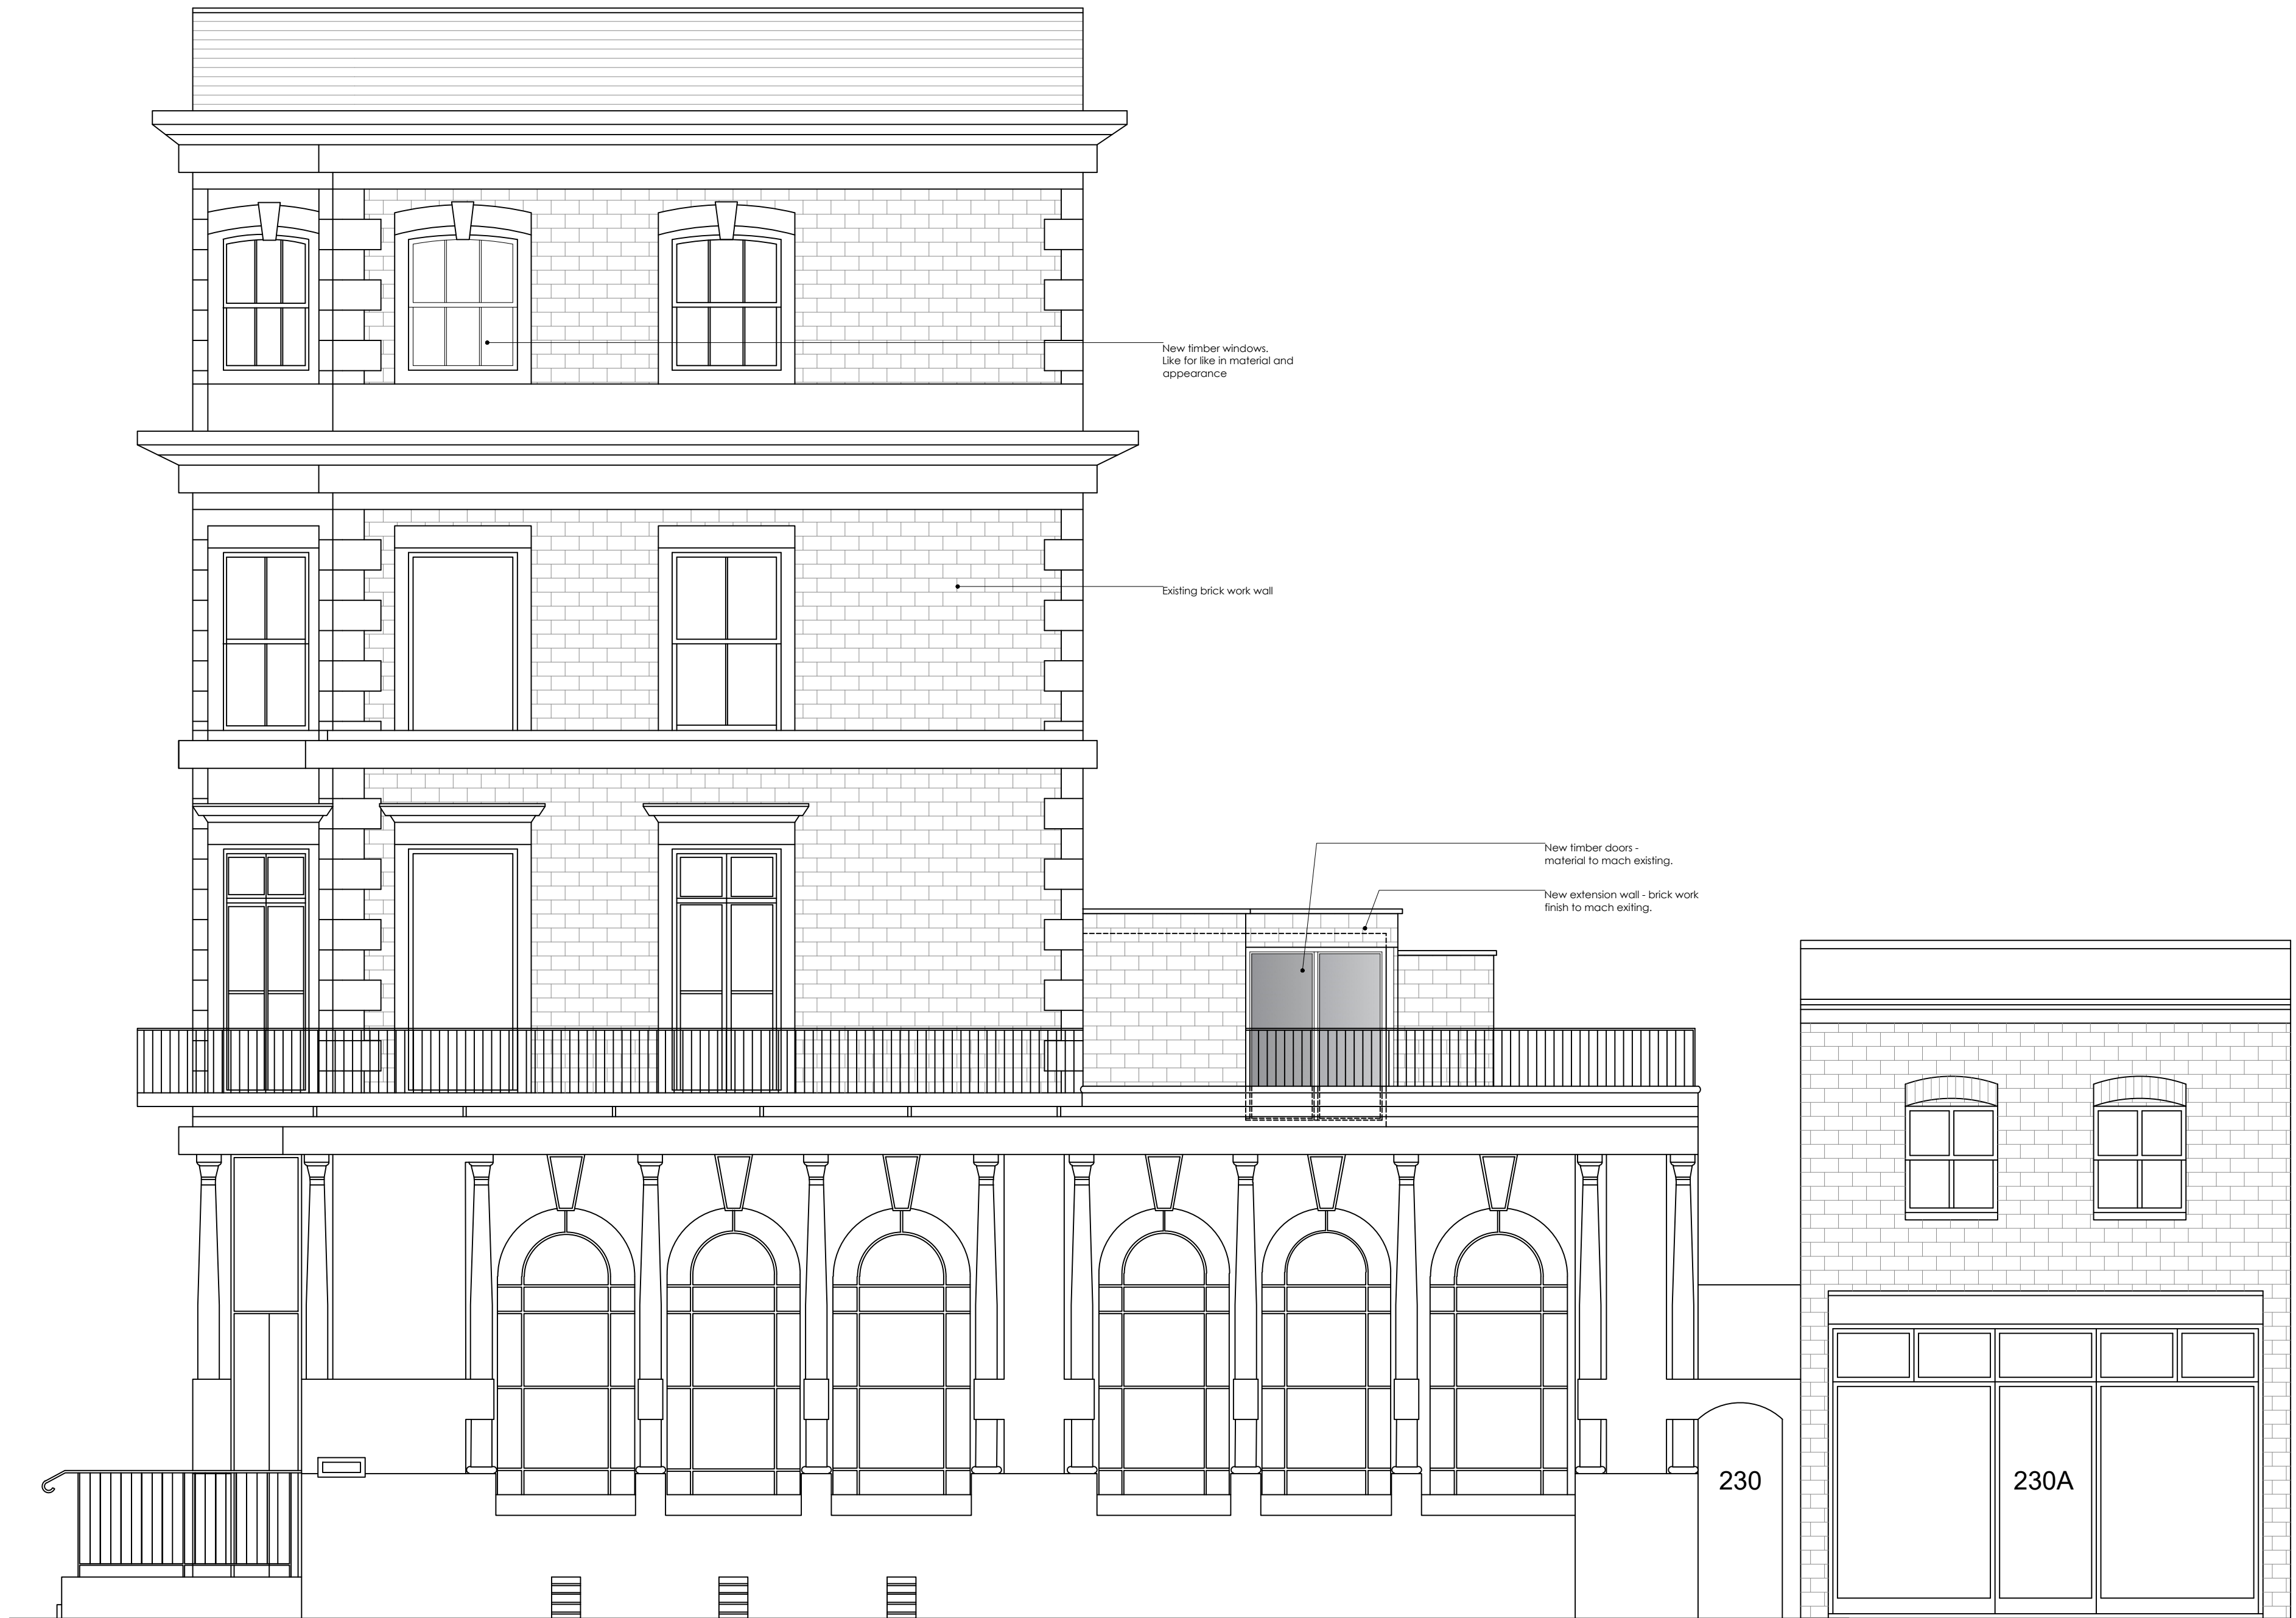 New timber windows.
Like for like in material and
appearance
Existing brick work wall
New timber doors -
material to mach existing.
New extension wall - brick work
finish to mach exiting.
230
230A